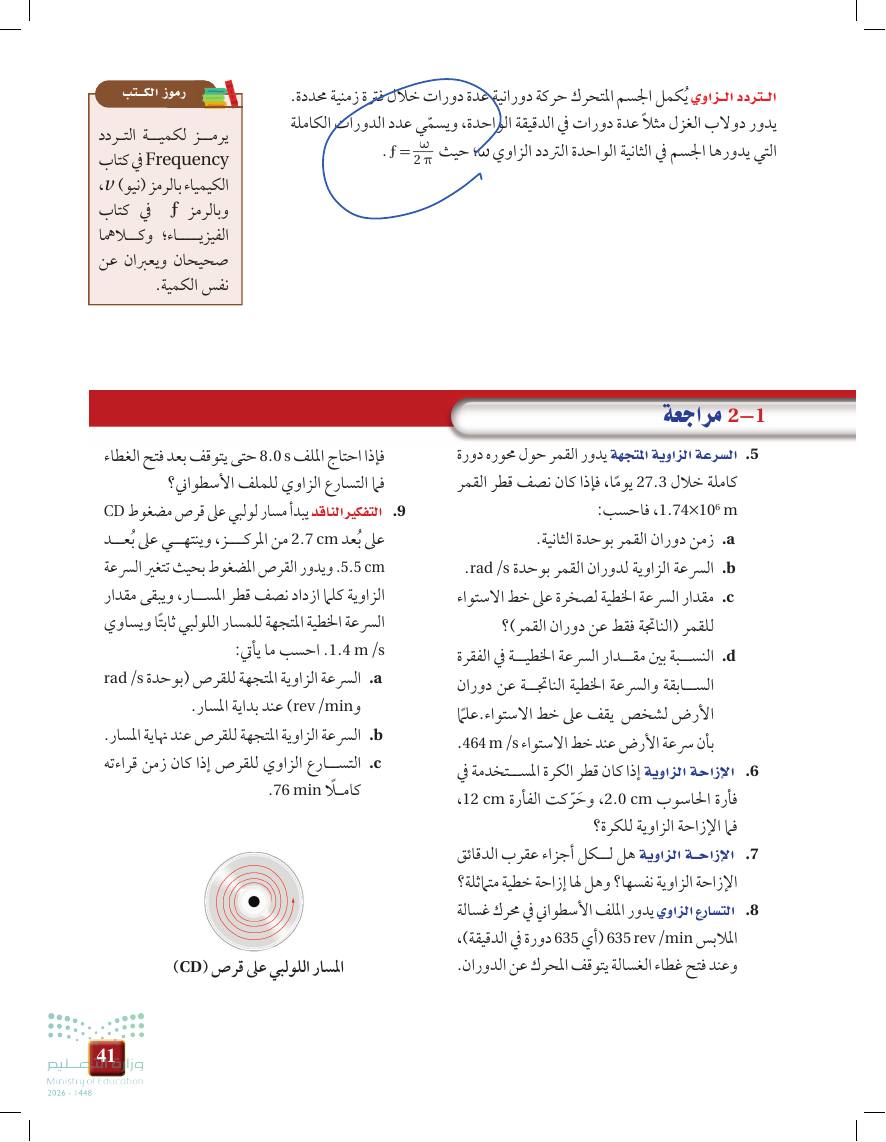 التردد الزاوي يُكمل الجسم المتحرك حركة دورانية عدة دورات خلال فترة زمنية محددة.
يدور دولاب الغزل مثلاً عدة دورات في الدقيقة الواحدة، ويسمّي عدد الدورات الكاملة
التي يدورها الجسم في الثانية الواحدة التردد الزاوي ω؛ حيث f = ω/2π .
رموز الكتب
يرمز لكمية التردد
Frequency في كتاب
الكيمياء بالرمز (نيو) ν،
وبالرمز f في كتاب
الفيزياء؛ وكلاهما
صحيحان ويعبران عن
نفس الكمية.
2–1 مراجعة
5. السرعة الزاوية المتجهة يدور القمر حول محوره دورة
كاملة خلال 27.3 يومًا، فإذا كان نصف قطر القمر
1.74×10⁶ m، فاحسب:
a. زمن دوران القمر بوحدة الثانية.
b. السرعة الزاوية لدوران القمر بوحدة rad /s.
c. مقدار السرعة الخطية لصخرة على خط الاستواء
للقمر (الناتجة فقط عن دوران القمر)؟
d. النسبة بين مقدار السرعة الخطية في الفقرة
السابقة والسرعة الخطية الناتجة عن دوران
الأرض لشخص يقف على خط الاستواء.علمًا
بأن سرعة الأرض عند خط الاستواء 464 m /s.
6. الإزاحة الزاوية إذا كان قطر الكرة المستخدمة في
فأرة الحاسوب 2.0 cm، وحَرّكت الفأرة 12 cm،
فما الإزاحة الزاوية للكرة؟
7. الإزاحة الزاوية هل لكل أجزاء عقرب الدقائق
الإزاحة الزاوية نفسها؟ وهل لها إزاحة خطية متماثلة؟
8. التسارع الزاوي يدور الملف الأسطواني في محرك غسالة
الملابس 635 rev /min (أي 635 دورة في الدقيقة)،
وعند فتح غطاء الغسالة يتوقف المحرك عن الدوران.
فإذا احتاج الملف 8.0 s حتى يتوقف بعد فتح الغطاء
فما التسارع الزاوي للملف الأسطواني؟
9. التفكير الناقد يبدأ مسار لولبي على قرص مضغوط CD
على بُعد 2.7 cm من المركز، وينتهي على بُعد
5.5 cm. ويدور القرص المضغوط بحيث تتغير السرعة
الزاوية كلما ازداد نصف قطر المسار، ويبقى مقدار
السرعة الخطية المتجهة للمسار اللولبي ثابتًا ويساوي
1.4 m /s. احسب ما يأتي:
a. السرعة الزاوية المتجهة للقرص (بوحدة rad /s
و rev /min) عند بداية المسار.
b. السرعة الزاوية المتجهة للقرص عند نهاية المسار.
c. التسارع الزاوي للقرص إذا كان زمن قراءته
كاملًا 76 min.
المسار اللولبي على قرص (CD)
وزارة التعليم
41
Ministry of Education
2026 - 1448